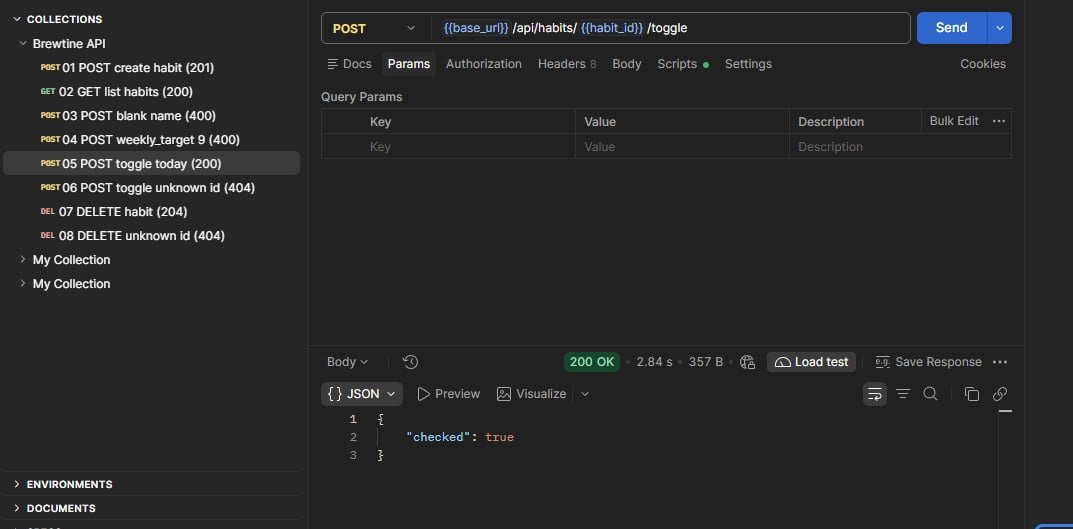 COLLECTIONS
Brewtine API
POST 01 POST create habit (201)
GET 02 GET list habits (200)
POST 03 POST blank name (400)
POST 04 POST weekly_target 9 (400)
POST 05 POST toggle today (200)
POST 06 POST toggle unknown id (404)
DEL 07 DELETE habit (204)
DEL 08 DELETE unknown id (404)
My Collection
My Collection
ENVIRONMENTS
DOCUMENTS
POST {{base_url}} /api/habits/ {{habit_id}} /toggle Send
Docs Params Authorization Headers 8 Body Scripts Settings Cookies
Query Params
Key Value Description Bulk Edit
Key Value Description
Body 200 OK 2.84 s 357 B Load test e.g. Save Response
{} JSON Preview Visualize
1 {
2 "checked": true
3 }